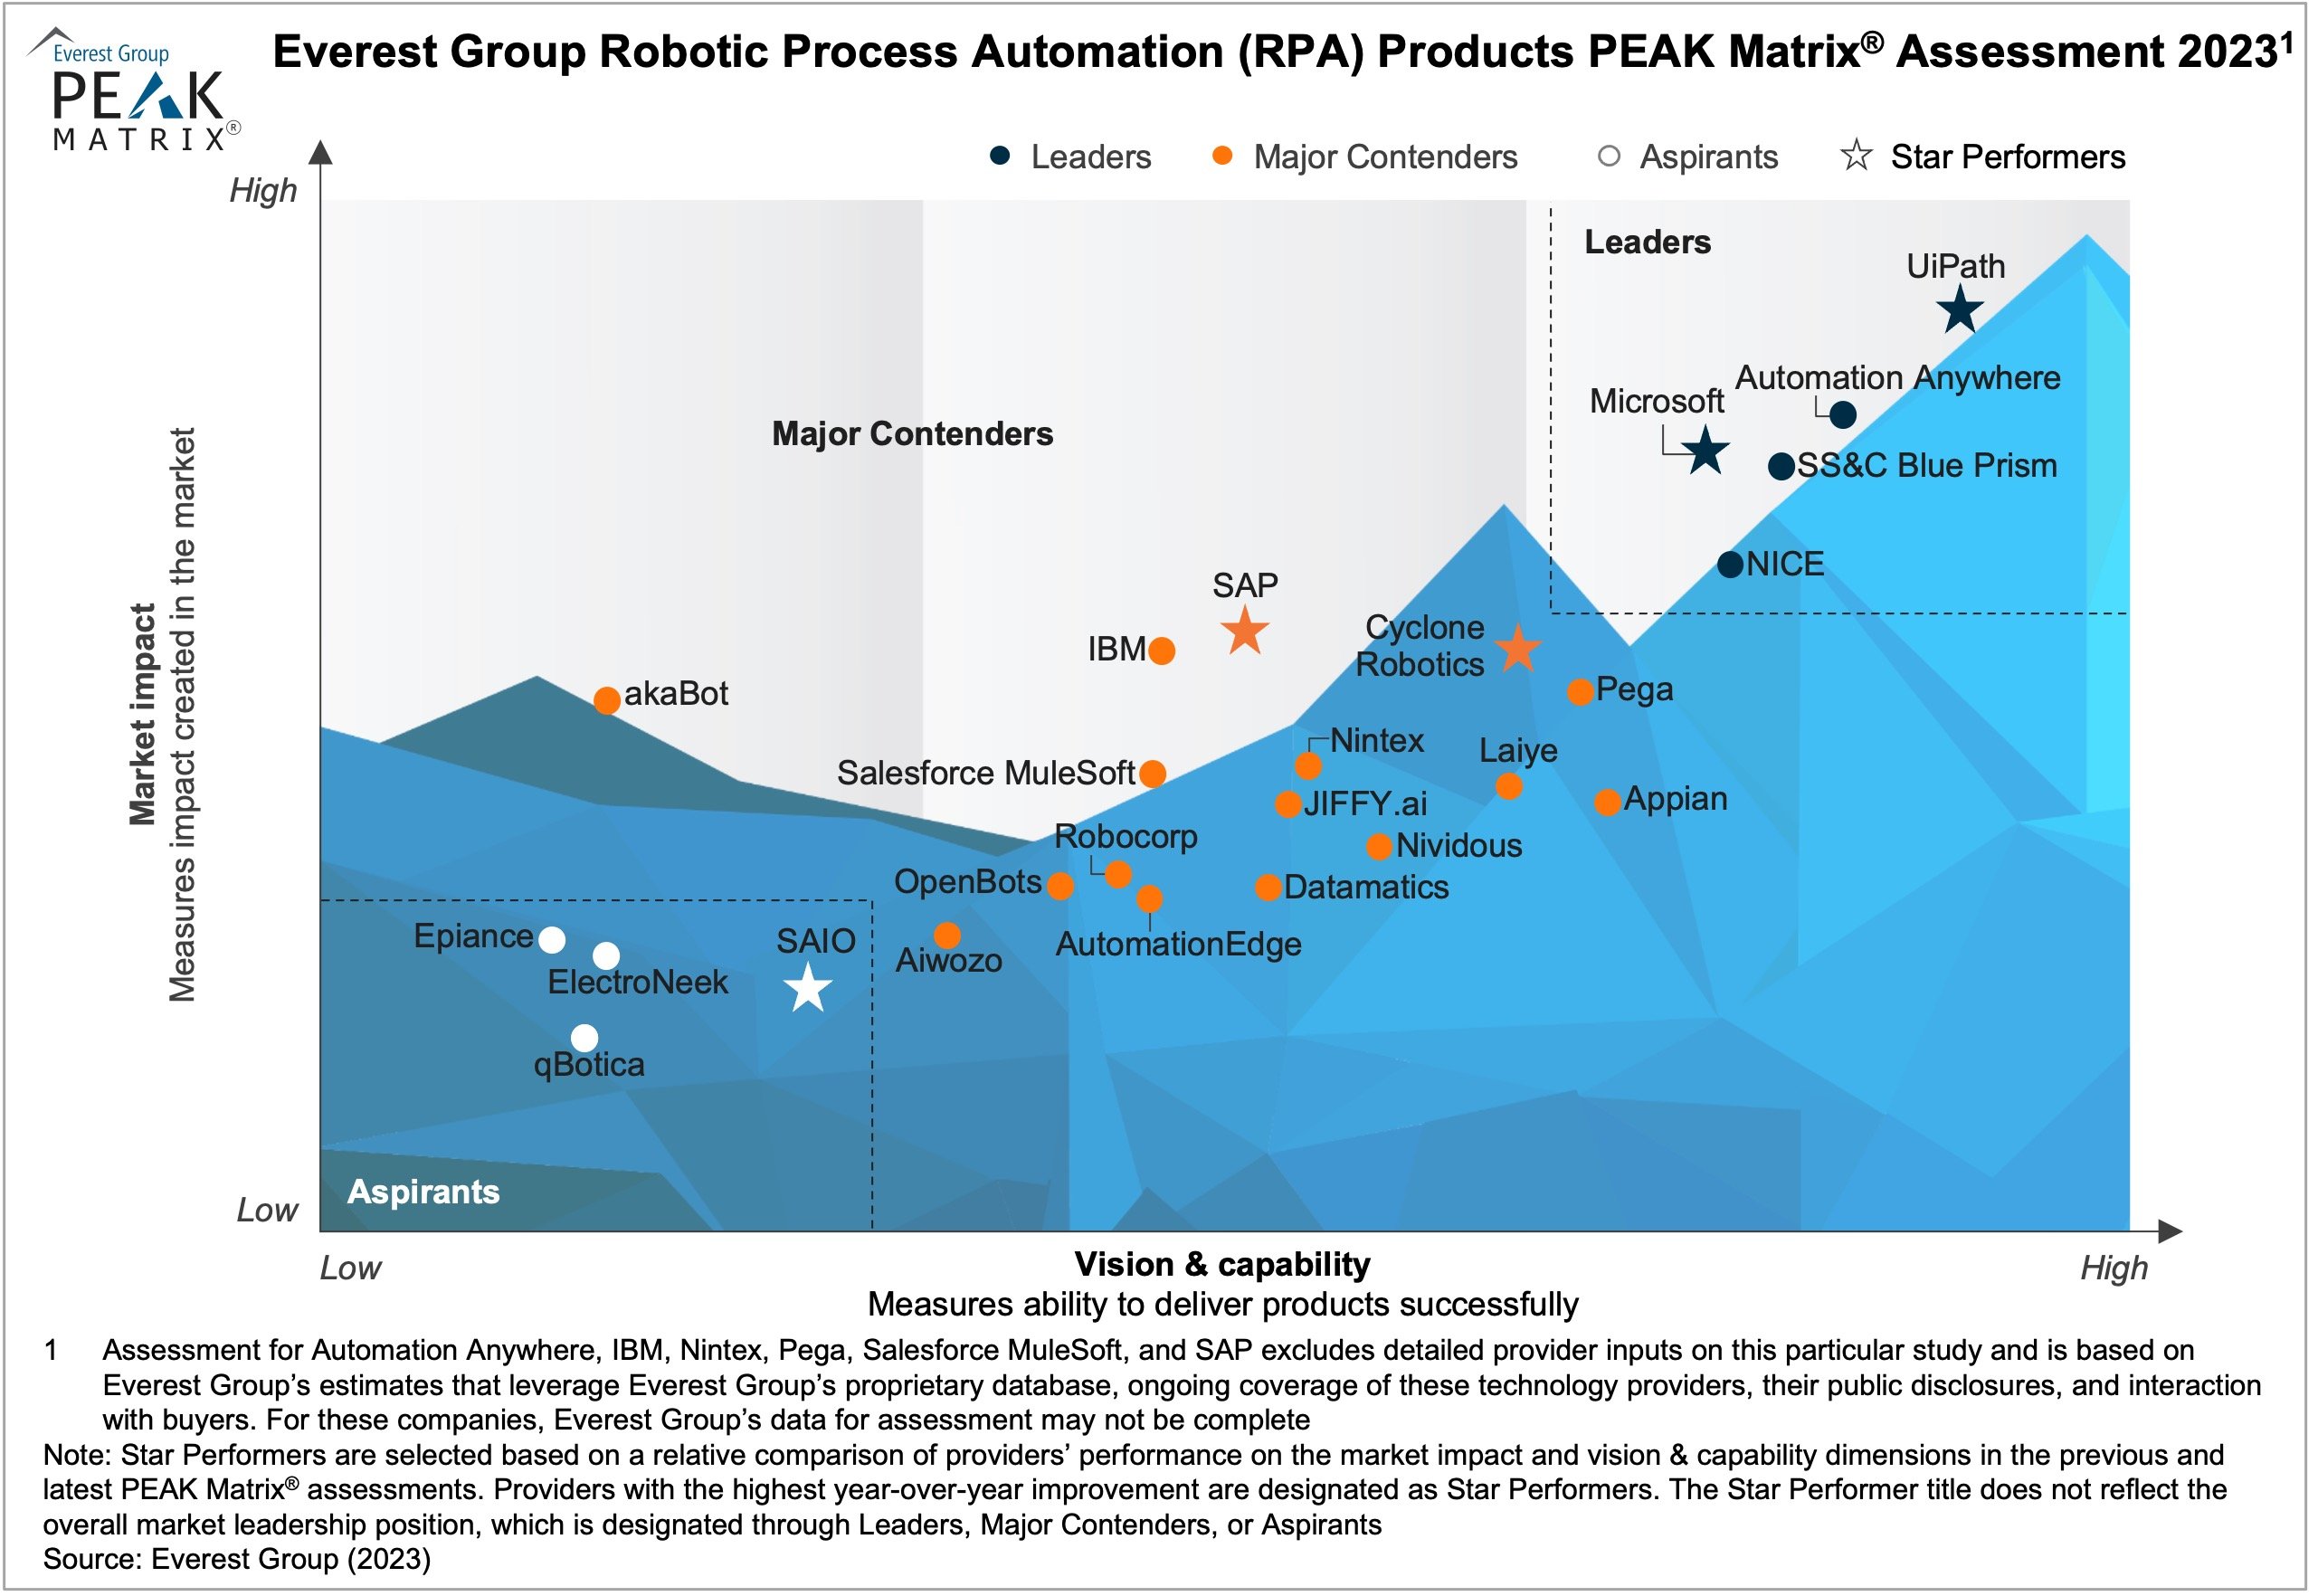 Everest Group
PEAK
MATRIX®
Everest Group Robotic Process Automation (RPA) Products PEAK Matrix® Assessment 2023¹
Leaders
Major Contenders
Aspirants
Star Performers
High
Leaders
UiPath
Automation Anywhere
Microsoft
Major Contenders
SS&C Blue Prism
NICE
SAP
Cyclone
Robotics
IBM
Pega
akaBot
Nintex
Laiye
Salesforce MuleSoft
JIFFY.ai
Appian
Robocorp
Nividous
OpenBots
Datamatics
Epiance
SAIO
AutomationEdge
Aiwozo
ElectroNeek
qBotica
Aspirants
Market impact
Measures impact created in the market
Low
Low
Vision & capability
High
Measures ability to deliver products successfully
1 Assessment for Automation Anywhere, IBM, Nintex, Pega, Salesforce MuleSoft, and SAP excludes detailed provider inputs on this particular study and is based on
Everest Group’s estimates that leverage Everest Group’s proprietary database, ongoing coverage of these technology providers, their public disclosures, and interaction
with buyers. For these companies, Everest Group’s data for assessment may not be complete
Note: Star Performers are selected based on a relative comparison of providers’ performance on the market impact and vision & capability dimensions in the previous and
latest PEAK Matrix® assessments. Providers with the highest year-over-year improvement are designated as Star Performers. The Star Performer title does not reflect the
overall market leadership position, which is designated through Leaders, Major Contenders, or Aspirants
Source: Everest Group (2023)